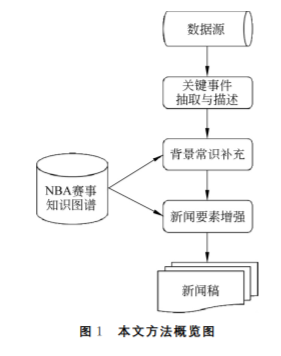 数据源
关键事件
抽取与描述
背景常识补充
NBA赛事
知识图谱
新闻要素增强
新闻稿
图 1 本文方法概览图